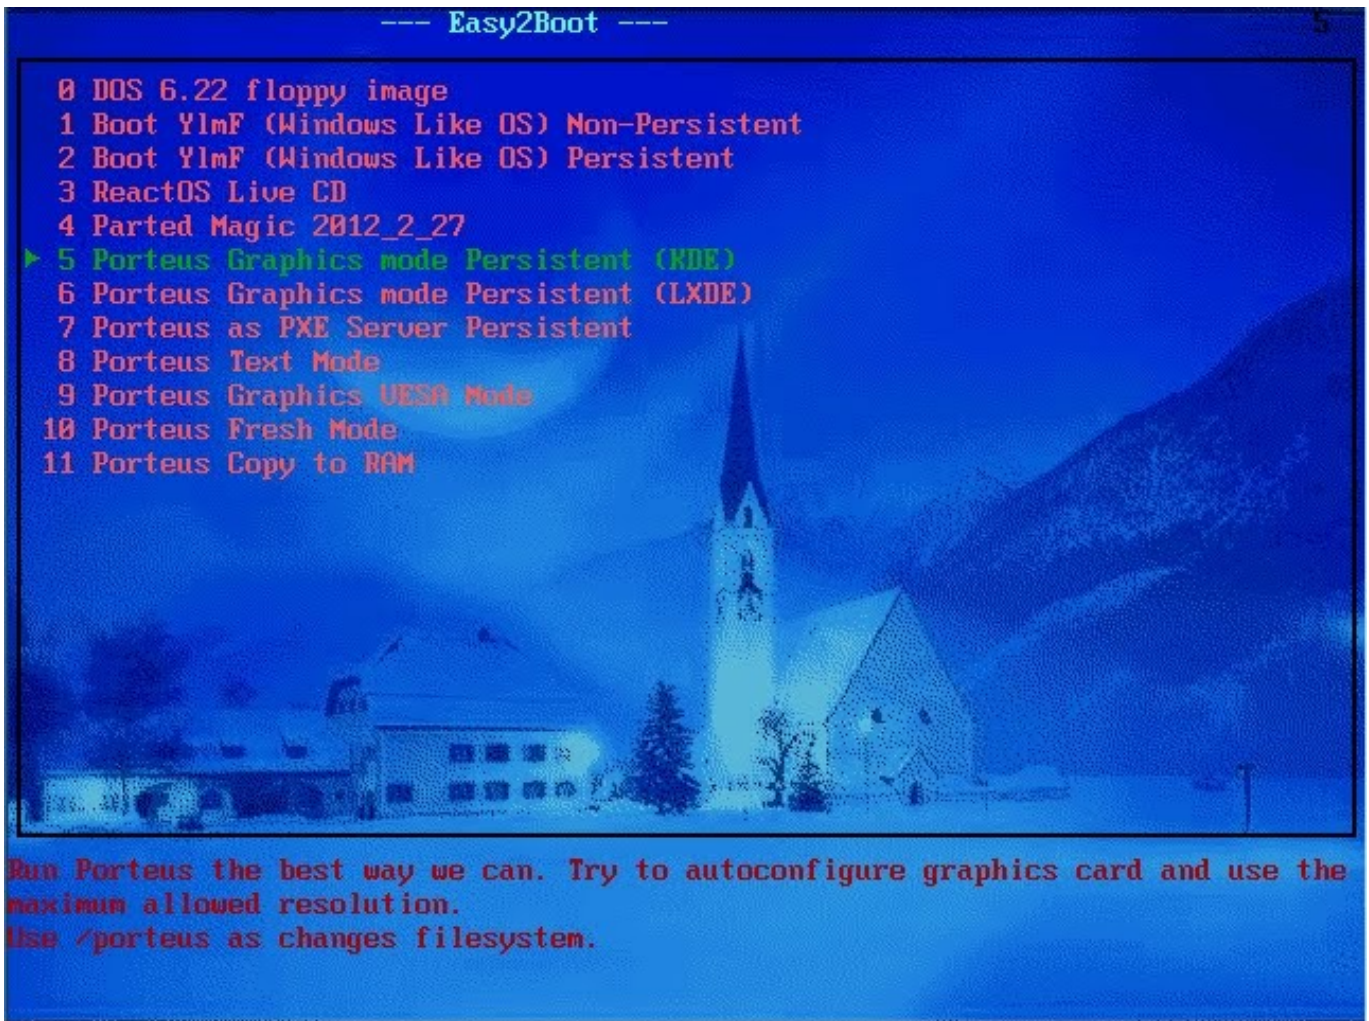 --- Easy2Boot ---
5
0 DOS 6.22 floppy image
1 Boot YlmF (Windows Like OS) Non-Persistent
2 Boot YlmF (Windows Like OS) Persistent
3 ReactOS Live CD
4 Parted Magic 2012_2_27
5 Porteus Graphics mode Persistent (KDE)
6 Porteus Graphics mode Persistent (LXDE)
7 Porteus as PXE Server Persistent
8 Porteus Text Mode
9 Porteus Graphics VESA Mode
10 Porteus Fresh Mode
11 Porteus Copy to RAM
Run Porteus the best way we can. Try to autoconfigure graphics card and use the
maximum allowed resolution.
Use /porteus as changes filesystem.